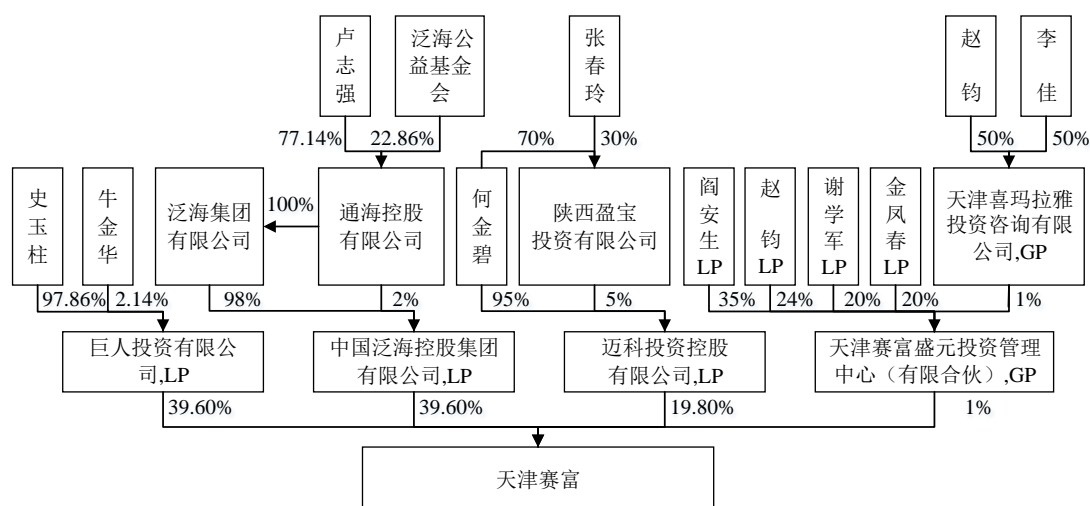 卢志强
泛海公益基金会
张春玲
赵 钧
李 佳
77.14%
22.86%
70%
30%
50%
50%
史玉柱
牛金华
泛海集团
有限公司
100%
通海控股
有限公司
何金碧
陕西盈宝
投资有限公司
阎安生LP
赵 钧LP
谢学军LP
金凤春LP
天津喜玛拉雅
投资咨询有限
公司,GP
97.86%
2.14%
98%
2%
95%
5%
35%
24%
20%
20%
1%
巨人投资有限公
司,LP
中国泛海控股集团
有限公司,LP
迈科投资控股
有限公司,LP
天津赛富盛元投资管理
中心（有限合伙）,GP
39.60%
39.60%
19.80%
1%
天津赛富